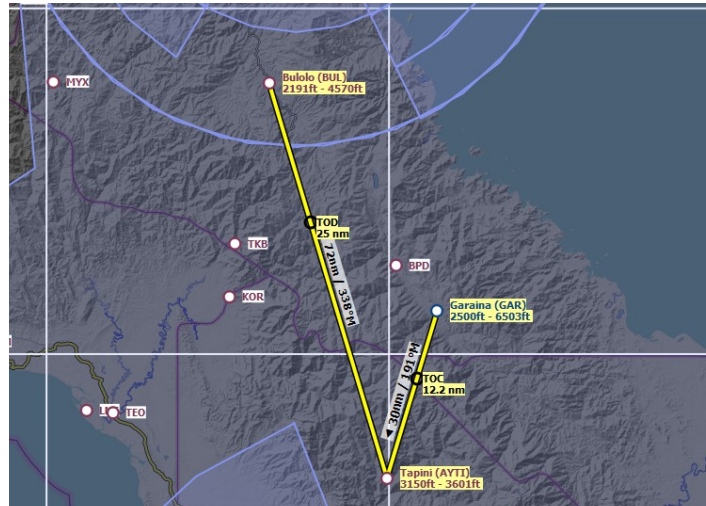 MYX
Bulolo (BUL)
2191ft - 4570ft
TOD
25 nm
72nm / 338°M
TKB
BPD
KOR
Garaina (GAR)
2500ft - 6503ft
◄ 30nm / 191°M
TOC
12.2 nm
TEO
Tapini (AYTI)
3150ft - 3601ft